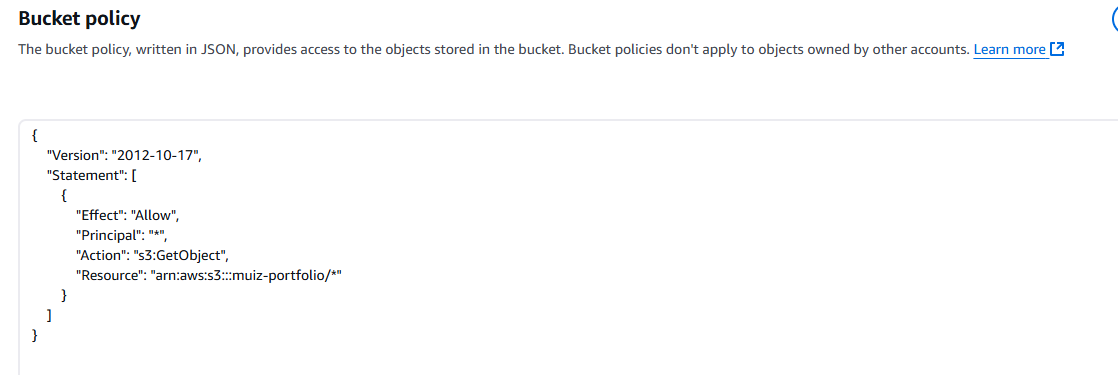 Bucket policy
The bucket policy, written in JSON, provides access to the objects stored in the bucket. Bucket policies don't apply to objects owned by other accounts. Learn more
{
"Version": "2012-10-17",
"Statement": [
{
"Effect": "Allow",
"Principal": "*",
"Action": "s3:GetObject",
"Resource": "arn:aws:s3:::muiz-portfolio/*"
}
]
}